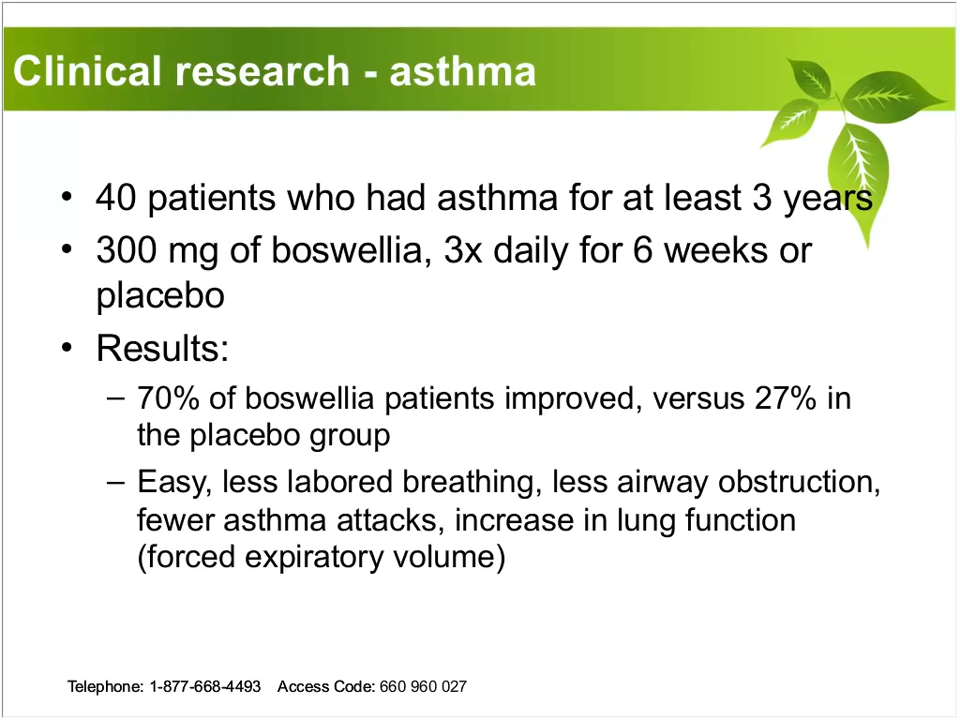 Clinical research - asthma
• 40 patients who had asthma for at least 3 years
• 300 mg of boswellia, 3x daily for 6 weeks or
placebo
• Results:
– 70% of boswellia patients improved, versus 27% in
the placebo group
– Easy, less labored breathing, less airway obstruction,
fewer asthma attacks, increase in lung function
(forced expiratory volume)
Telephone: 1-877-668-4493 Access Code: 660 960 027